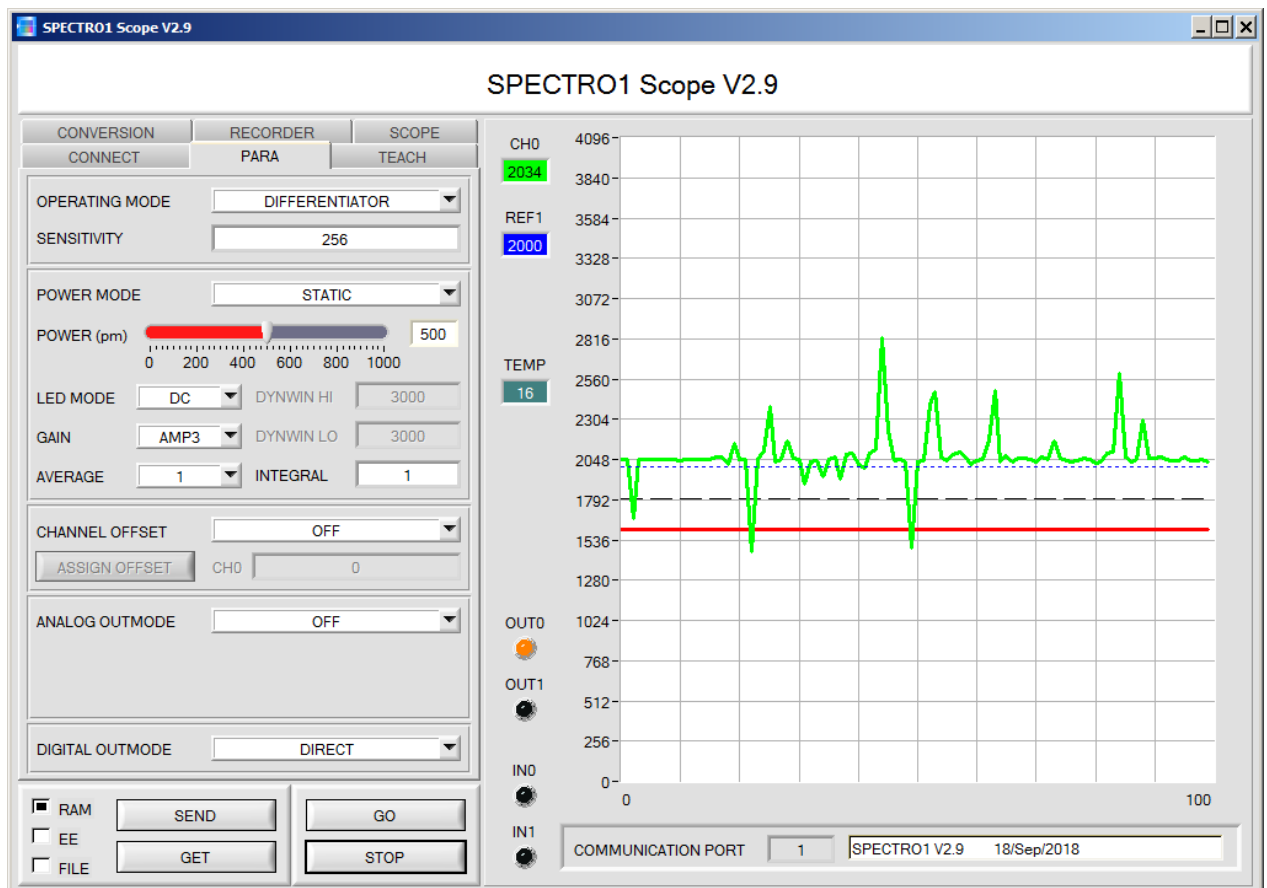 SPECTRO1 Scope V2.9
SPECTRO1 Scope V2.9
CONVERSION RECORDER SCOPE
CONNECT PARA TEACH
OPERATING MODE DIFFERENTIATOR
SENSITIVITY 256
POWER MODE STATIC
POWER (pm) 500
0 200 400 600 800 1000
LED MODE DC DYNWIN HI 3000
GAIN AMP3 DYNWIN LO 3000
AVERAGE 1 INTEGRAL 1
CHANNEL OFFSET OFF
ASSIGN OFFSET CH0 0
ANALOG OUTMODE OFF
DIGITAL OUTMODE DIRECT
RAM
EE
FILE
SEND
GET
GO
STOP
CH0
2034
REF1
2000
TEMP
16
OUT0
OUT1
IN0
IN1
4096
3840
3584
3328
3072
2816
2560
2304
2048
1792
1536
1280
1024
768
512
256
0
0 100
COMMUNICATION PORT 1 SPECTRO1 V2.9 18/Sep/2018